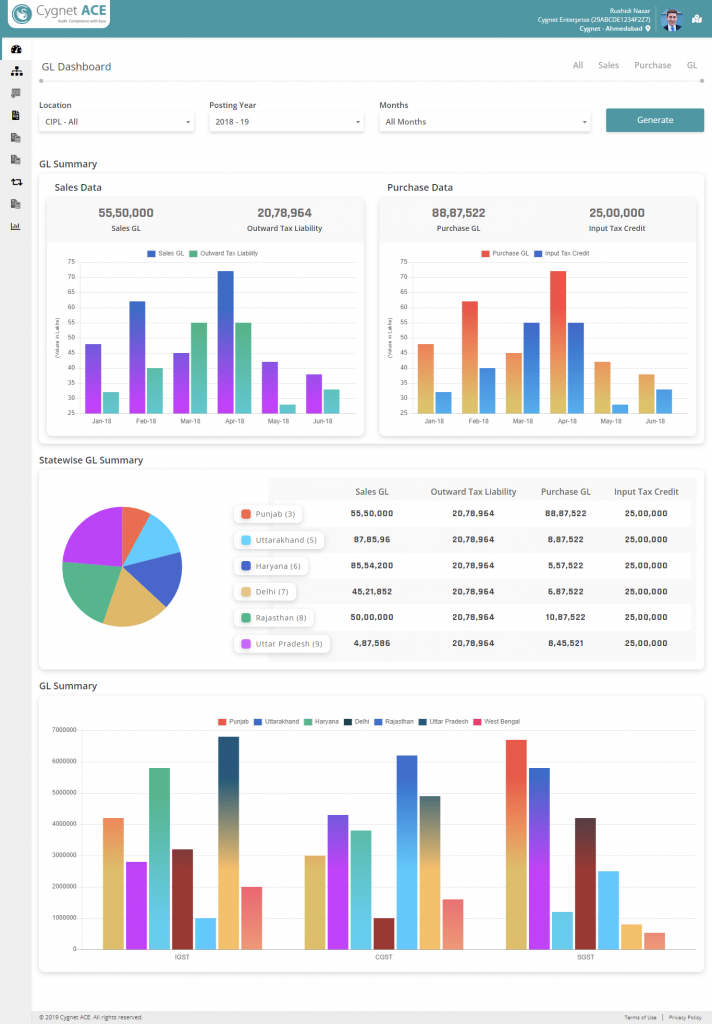 Cygnet ACE
Audit. Compliance with Ease
Rushidi Nazar
Cygnet Enterprise (29ABCDE1234F2Z7)
Cygnet - Ahmedabad
GL Dashboard
All Sales Purchase GL
Location Posting Year Months
CIPL - All 2018 - 19 All Months Generate
GL Summary
Sales Data Purchase Data
55,50,000 20,78,964 88,87,522 25,00,000
Sales GL Outward Tax Liability Purchase GL Input Tax Credit
Sales GL Outward Tax Liability
75
70
65
60
55
50
45
40
35
30
25
(Values in Lakhs)
Jan-18 Feb-18 Mar-18 Apr-18 May-18 Jun-18
Purchase GL Input Tax Credit
75
70
65
60
55
50
45
40
35
30
25
(Values in Lakhs)
Jan-18 Feb-18 Mar-18 Apr-18 May-18 Jun-18
Statewise GL Summary
Sales GL Outward Tax Liability Purchase GL Input Tax Credit
Punjab (3) 55,50,000 20,78,964 88,87,522 25,00,000
Uttarakhand (5) 87,85,96 20,78,964 8,87,522 25,00,000
Haryana (6) 85,54,200 20,78,964 5,57,522 25,00,000
Delhi (7) 45,21,852 20,78,964 6,87,522 25,00,000
Rajasthan (8) 50,00,000 20,78,964 10,87,522 25,00,000
Uttar Pradesh (9) 4,87,586 20,78,964 8,45,521 25,00,000
GL Summary
Punjab Uttarakhand Haryana Delhi Rajasthan Uttar Pradesh West Bengal
7000000
6000000
5000000
4000000
3000000
2000000
1000000
0
IGST CGST SGST
© 2019 Cygnet ACE. All rights reserved.
Terms of Use | Privacy Policy